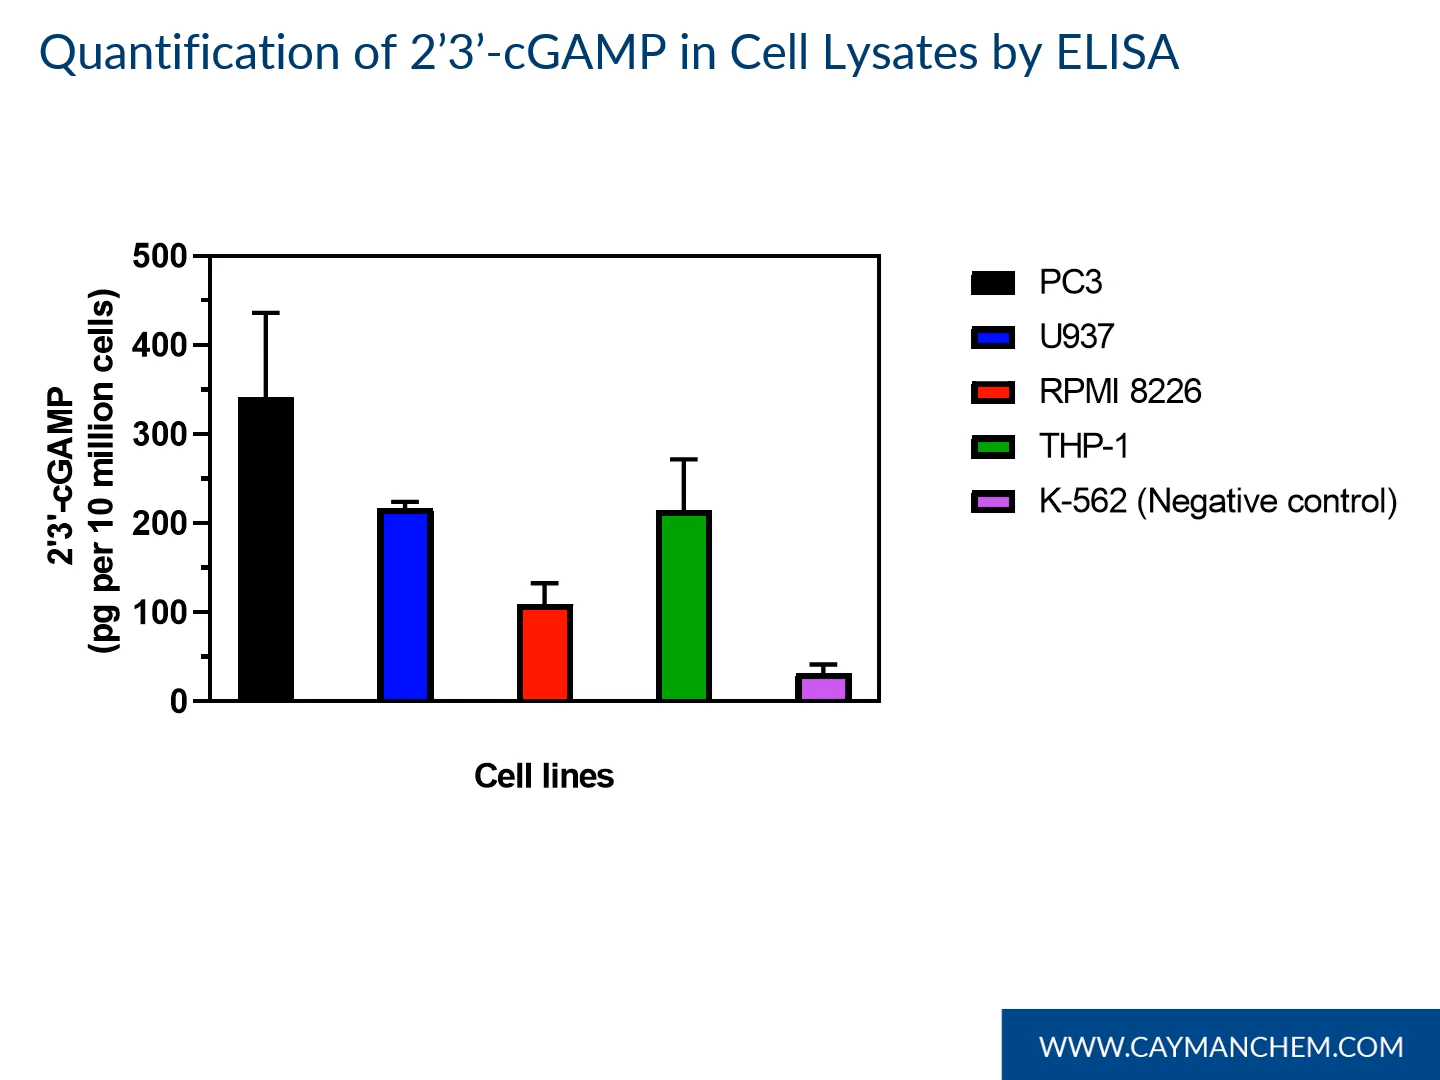 Quantification of 2’3’-cGAMP in Cell Lysates by ELISA
2'3'-cGAMP
(pg per 10 million cells)
500
400
300
200
100
0
Cell lines
PC3
U937
RPMI 8226
THP-1
K-562 (Negative control)
WWW.CAYMANCHEM.COM